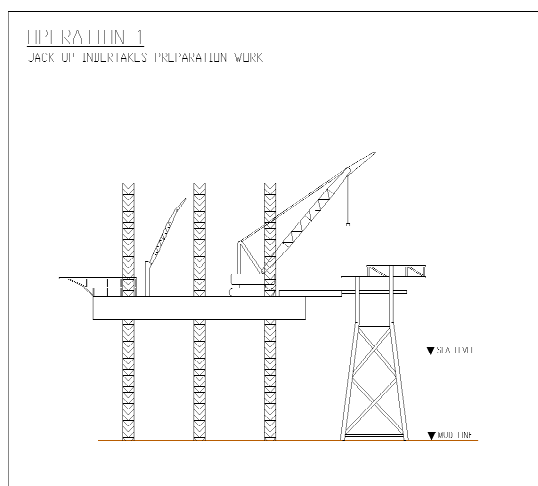 OPERATION 1
JACK UP UNDERTAKES PREPARATION WORK
SEA LEVEL
MUD LINE